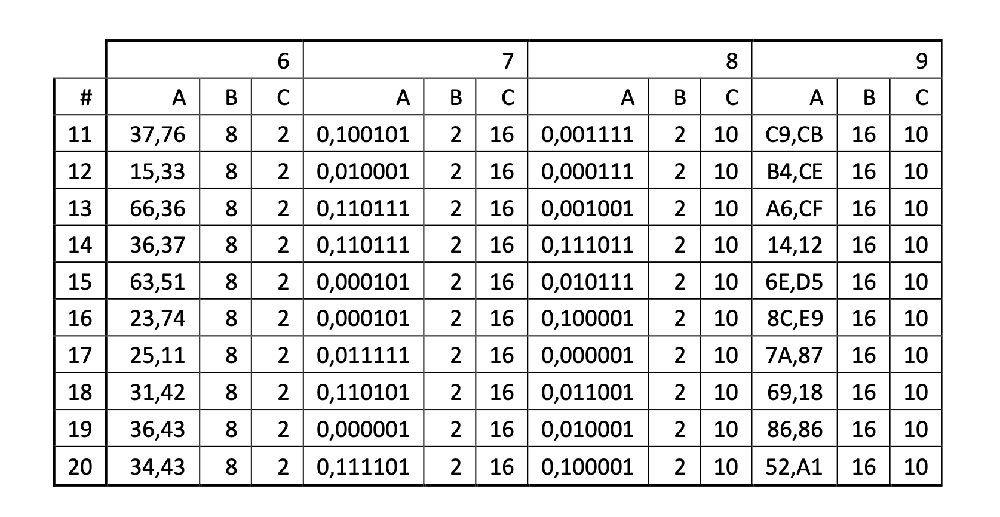 6 7 8 9
# A B C A B C A B C A B C
11 37,76 8 2 0,100101 2 16 0,001111 2 10 C9,CB 16 10
12 15,33 8 2 0,010001 2 16 0,000111 2 10 B4,CE 16 10
13 66,36 8 2 0,110111 2 16 0,001001 2 10 A6,CF 16 10
14 36,37 8 2 0,110111 2 16 0,111011 2 10 14,12 16 10
15 63,51 8 2 0,000101 2 16 0,010111 2 10 6E,D5 16 10
16 23,74 8 2 0,000101 2 16 0,100001 2 10 8C,E9 16 10
17 25,11 8 2 0,011111 2 16 0,000001 2 10 7A,87 16 10
18 31,42 8 2 0,110101 2 16 0,011001 2 10 69,18 16 10
19 36,43 8 2 0,000001 2 16 0,010001 2 10 86,86 16 10
20 34,43 8 2 0,111101 2 16 0,100001 2 10 52,A1 16 10